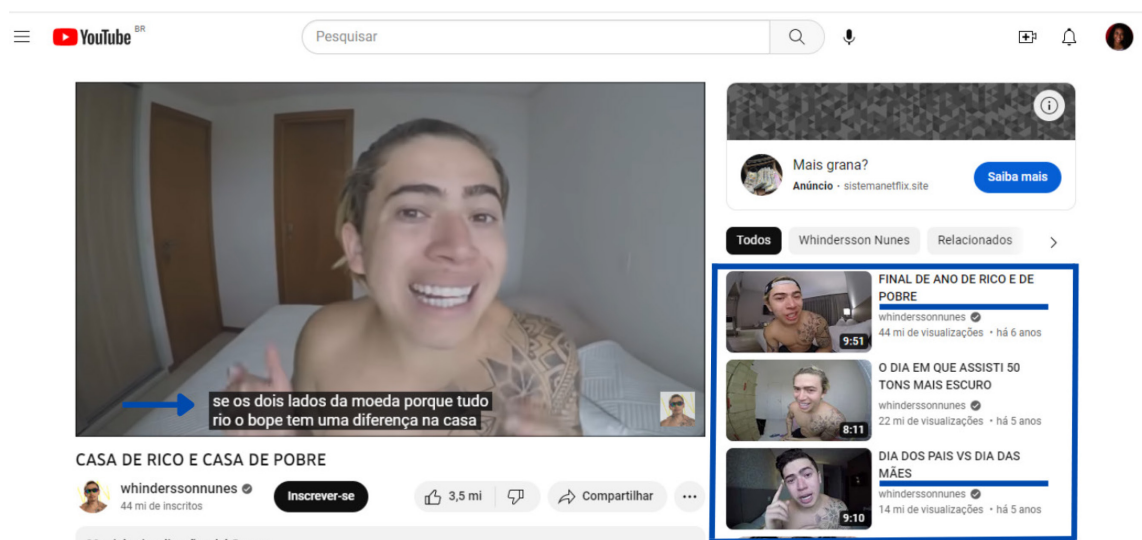 YouTube BR
Pesquisar
se os dois lados da moeda porque tudo
rio o bope tem uma diferença na casa
CASA DE RICO E CASA DE POBRE
whinderssonnunes
44 mi de inscritos
Inscrever-se
3,5 mi
Compartilhar
Mais grana?
Anúncio · sistemanetflix.site
Saiba mais
Todos
Whindersson Nunes
Relacionados
9:51
FINAL DE ANO DE RICO E DE
POBRE
whinderssonnunes
44 mi de visualizações • há 6 anos
8:11
O DIA EM QUE ASSISTI 50
TONS MAIS ESCURO
whinderssonnunes
22 mi de visualizações • há 5 anos
9:10
DIA DOS PAIS VS DIA DAS
MÃES
whinderssonnunes
14 mi de visualizações • há 5 anos